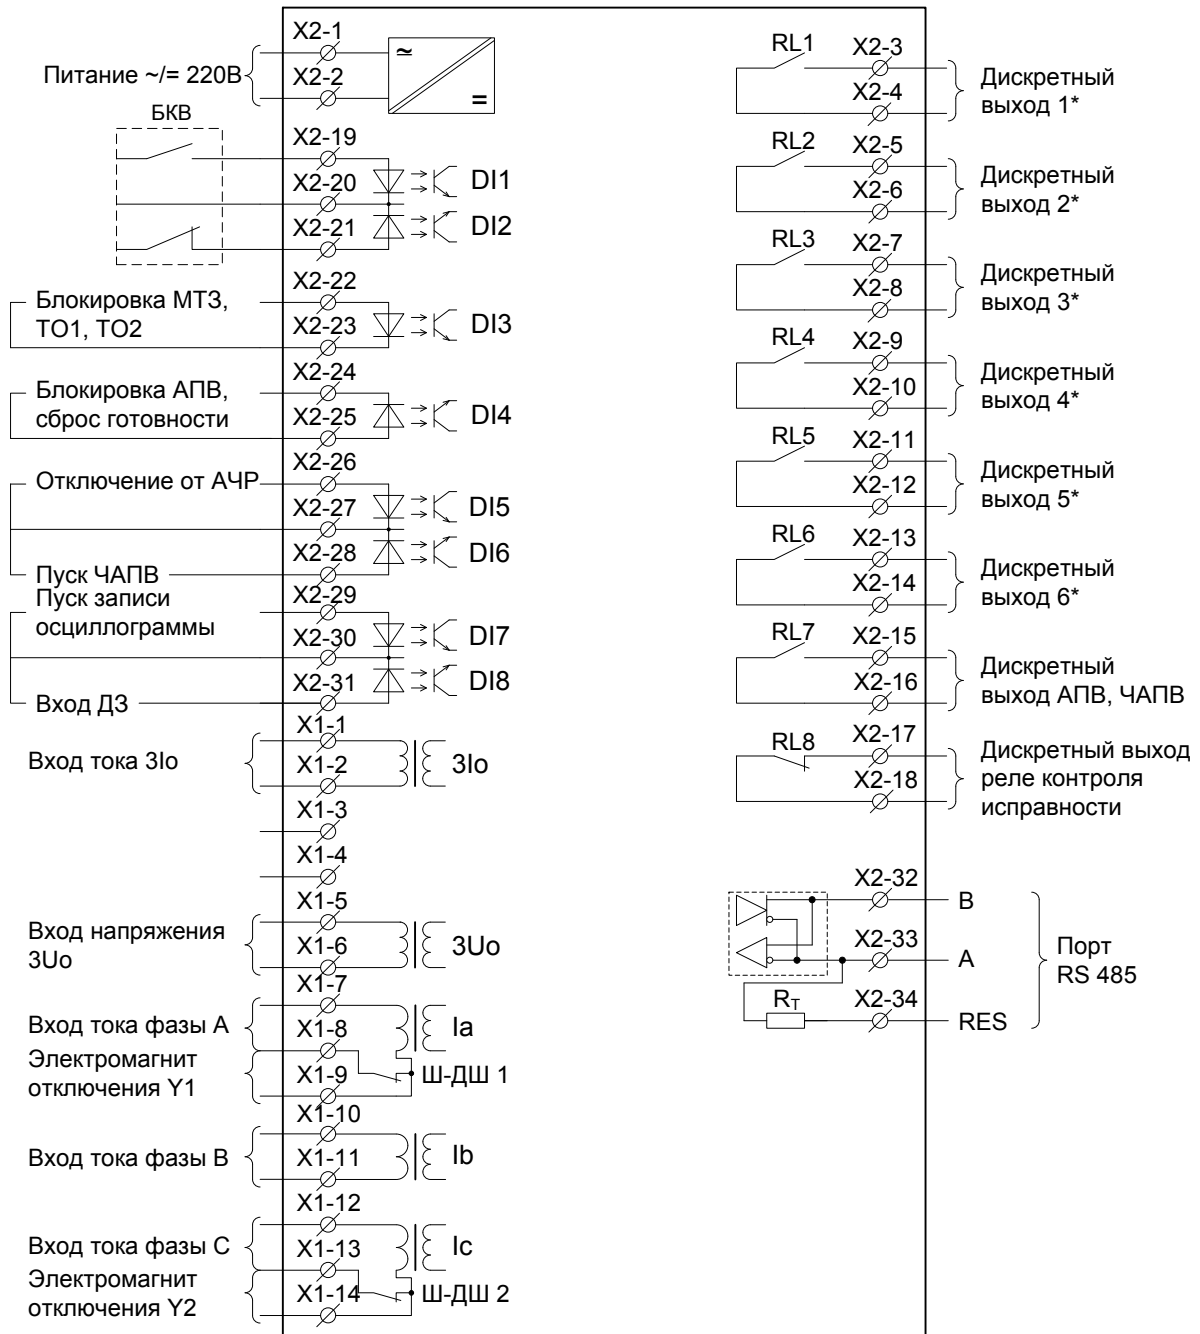 X2-1
Питание ~/= 220В
X2-2
≃
=
БКВ
X2-19
X2-20
DI1
X2-21
DI2
X2-22
Блокировка МТЗ,
ТО1, ТО2
X2-23
DI3
X2-24
Блокировка АПВ,
сброс готовности
X2-25
DI4
X2-26
Отключение от АЧР
X2-27
DI5
X2-28
DI6
Пуск ЧАПВ
X2-29
Пуск записи
осциллограммы
X2-30
DI7
X2-31
DI8
Вход ДЗ
X1-1
Вход тока 3Io
X1-2
3Io
X1-3
X1-4
X1-5
Вход напряжения
3Uo
X1-6
3Uo
X1-7
Вход тока фазы А
X1-8
Ia
Электромагнит
отключения Y1
X1-9
Ш-ДШ 1
X1-10
Вход тока фазы В
X1-11
Ib
X1-12
Вход тока фазы С
X1-13
Ic
Электромагнит
отключения Y2
X1-14
Ш-ДШ 2
RL1
X2-3
X2-4
Дискретный
выход 1*
RL2
X2-5
X2-6
Дискретный
выход 2*
RL3
X2-7
X2-8
Дискретный
выход 3*
RL4
X2-9
X2-10
Дискретный
выход 4*
RL5
X2-11
X2-12
Дискретный
выход 5*
RL6
X2-13
X2-14
Дискретный
выход 6*
RL7
X2-15
X2-16
Дискретный
выход АПВ, ЧАПВ
RL8
X2-17
X2-18
Дискретный выход
реле контроля
исправности
X2-32
B
X2-33
A
RT
X2-34
RES
Порт
RS 485